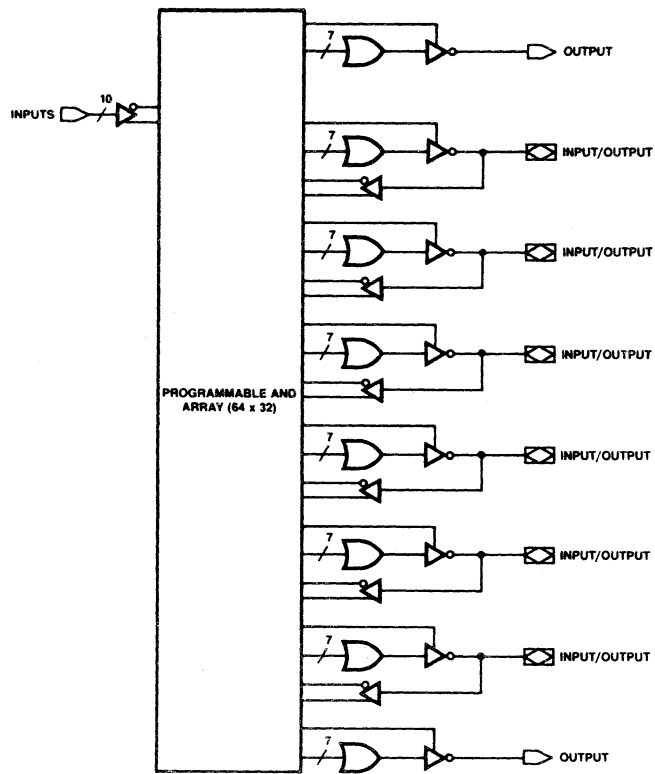 7
OUTPUT
10
INPUTS
7
INPUT/OUTPUT
7
INPUT/OUTPUT
7
INPUT/OUTPUT
PROGRAMMABLE AND
ARRAY (64 x 32)
7
INPUT/OUTPUT
7
INPUT/OUTPUT
7
INPUT/OUTPUT
7
OUTPUT